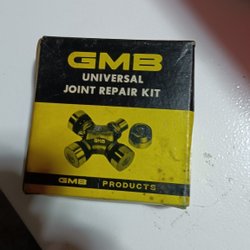 GMB
UNIVERSAL
JOINT REPAIR KIT
GMB PRODUCTS